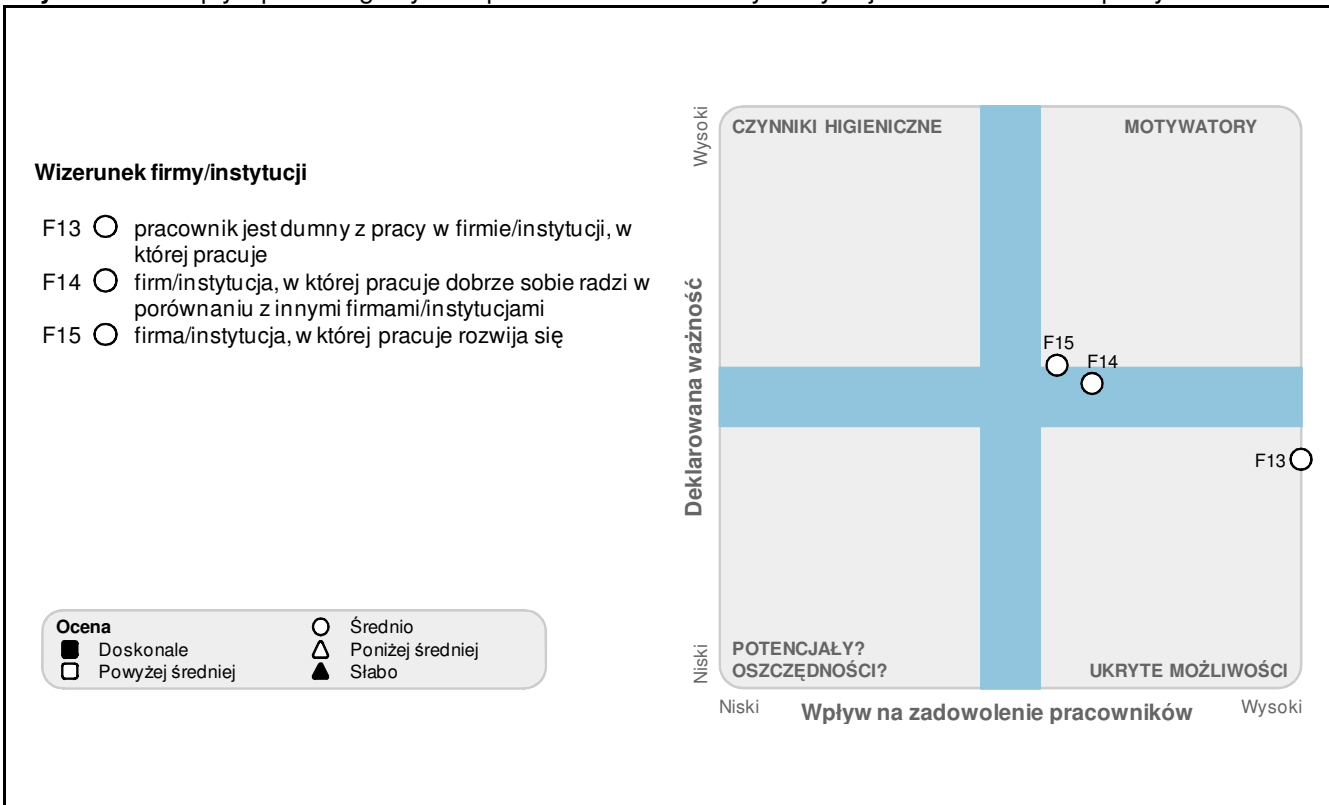 Wizerunek firmy/instytucji
F13 pracownik jest dumny z pracy w firmie/instytucji, w
której pracuje
F14 firm/instytucja, w której pracuje dobrze sobie radzi w
porównaniu z innymi firmami/instytucjami
F15 firma/instytucja, w której pracuje rozwija się
Ocena
Doskonale
Powyżej średniej
Średnio
Poniżej średniej
Słabo
Wysoki
Deklarowana ważność
Niski
CZYNNIKI HIGIENICZNE
MOTYWATORY
F15
F14
F13
POTENCJAŁY?
OSZCZĘDNOŚCI?
UKRYTE MOŻLIWOŚCI
Niski
Wpływ na zadowolenie pracowników
Wysoki